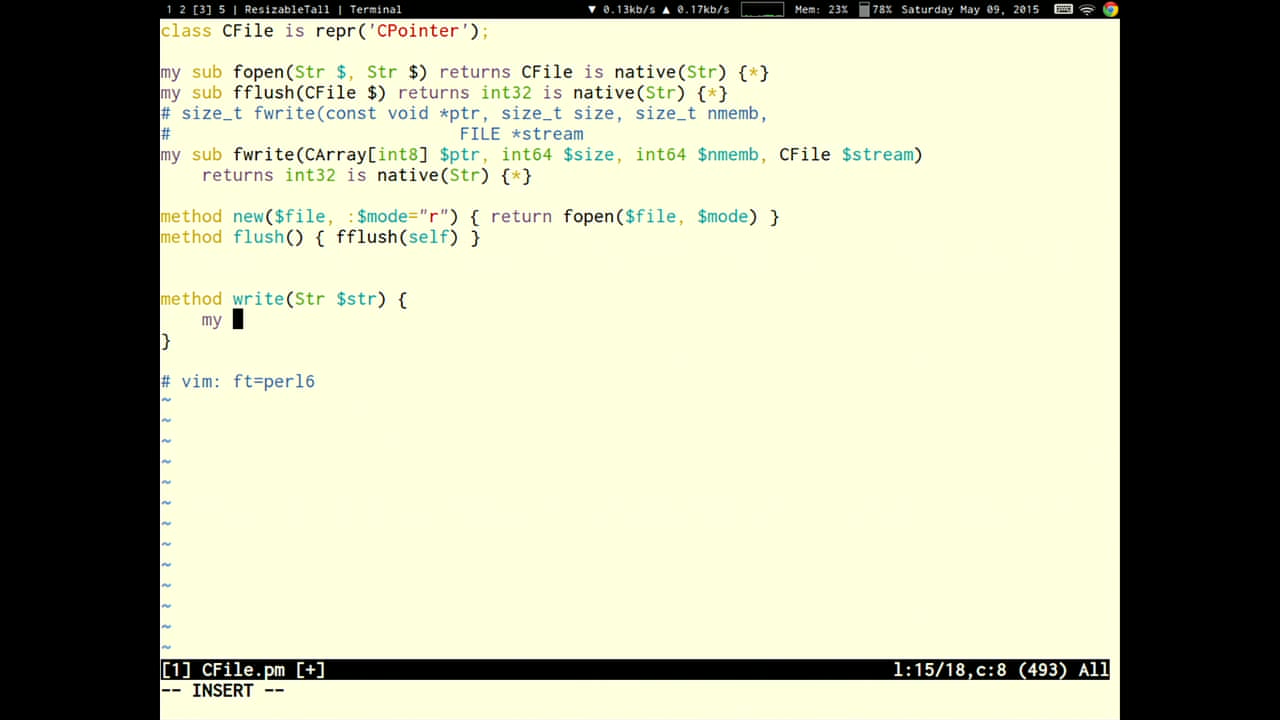 1 2 [3] 5 | ResizableTall | Terminal ▼ 0.13kb/s ▲ 0.17kb/s Mem: 23% 78% Saturday May 09, 2015
class CFile is repr('CPointer');
my sub fopen(Str $, Str $) returns CFile is native(Str) {*}
my sub fflush(CFile $) returns int32 is native(Str) {*}
# size_t fwrite(const void *ptr, size_t size, size_t nmemb,
#                            FILE *stream
my sub fwrite(CArray[int8] $ptr, int64 $size, int64 $nmemb, CFile $stream)
    returns int32 is native(Str) {*}
method new($file, :$mode="r") { return fopen($file, $mode) }
method flush() { fflush(self) }
method write(Str $str) {
    my
}
# vim: ft=perl6
~
~
~
~
~
~
~
~
~
~
~
~
~
[1] CFile.pm [+] l:15/18,c:8 (493) All
-- INSERT --